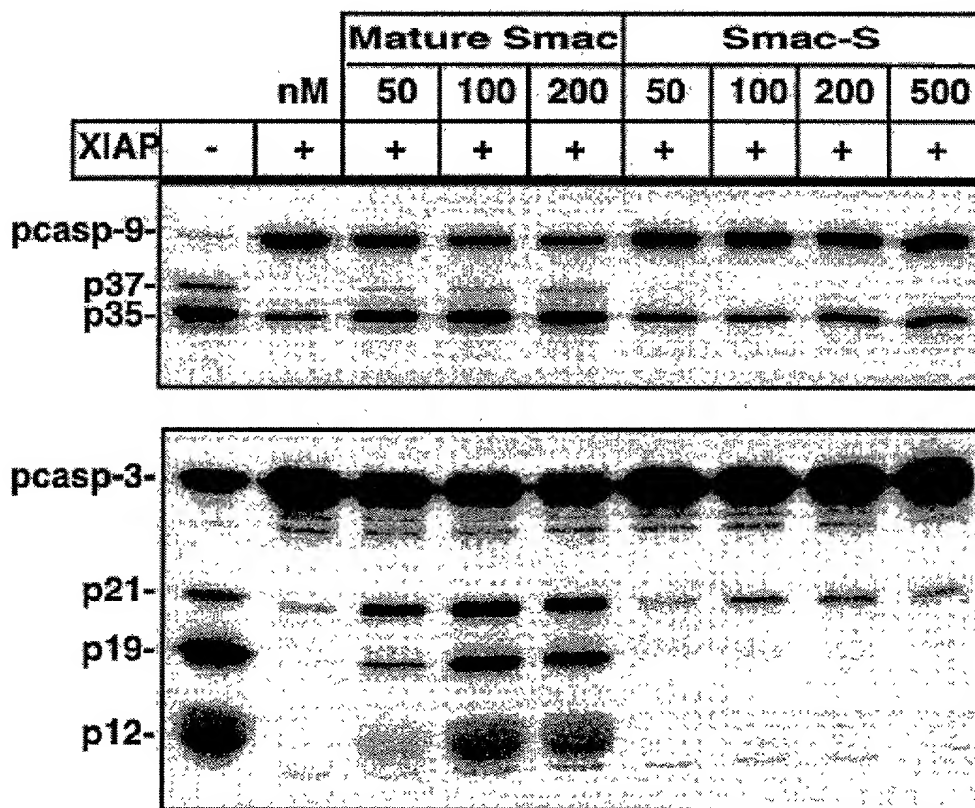 Mature Smac Smac-S
nM 50 100 200 50 100 200 500
XIAP - + + + + + + + +
pcasp-9-
p37-
p35-
pcasp-3-
p21-
p19-
p12-